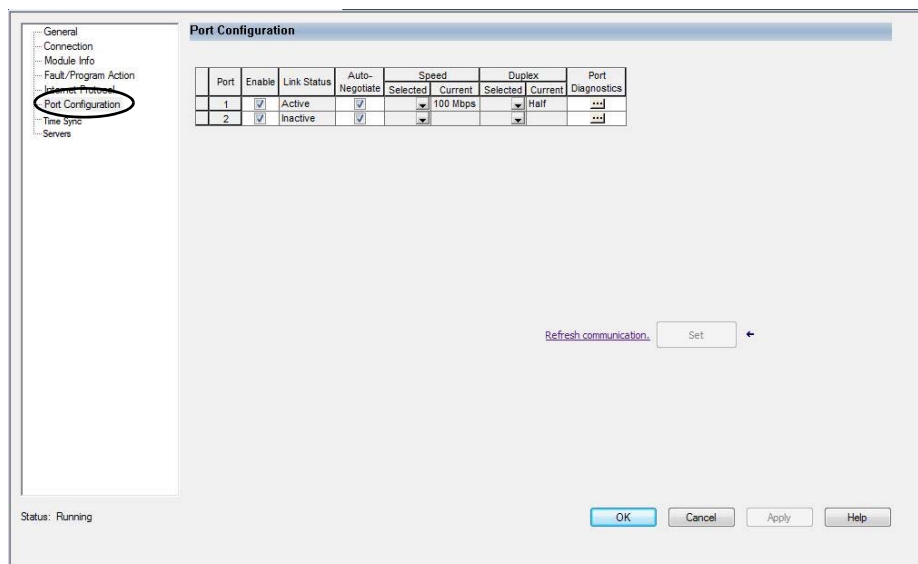 General
Connection
Module Info
Fault/Program Action
Internet Protocol
Port Configuration
Time Sync
Servers
Port Configuration
Port Enable Link Status Auto-Negotiate Speed Duplex Port Diagnostics
Selected Current Selected Current
1 Active 100 Mbps Half ...
2 Inactive ...
Refresh communication. Set
Status: Running
OK Cancel Apply Help